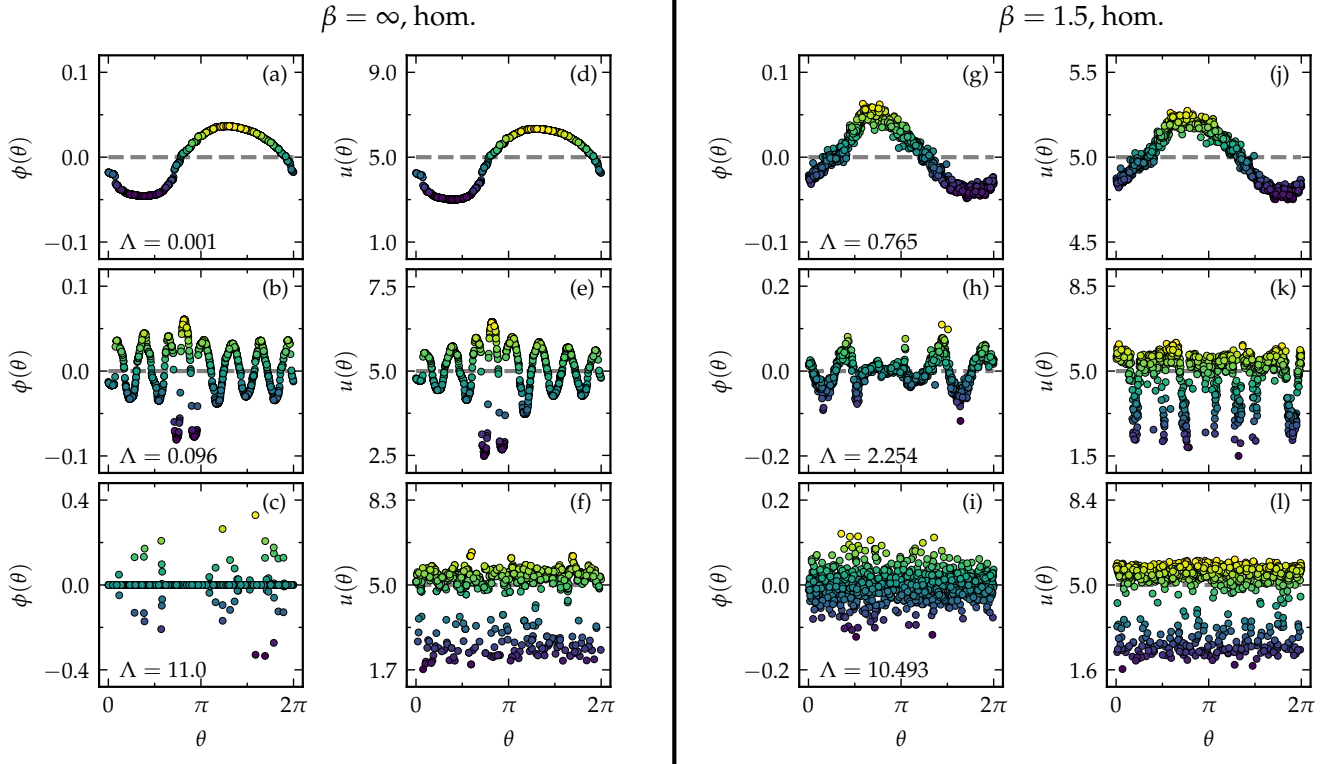 β = ∞, hom.
β = 1.5, hom.
0.1
0.0
−0.1
ϕ(θ)
(a)
Λ = 0.001
9.0
5.0
1.0
u(θ)
(d)
0.1
0.0
−0.1
ϕ(θ)
(g)
Λ = 0.765
5.5
5.0
4.5
u(θ)
(j)
0.1
0.0
−0.1
ϕ(θ)
(b)
Λ = 0.096
7.5
5.0
2.5
u(θ)
(e)
0.2
0.0
−0.2
ϕ(θ)
(h)
Λ = 2.254
8.5
5.0
1.5
u(θ)
(k)
0.4
0.0
−0.4
ϕ(θ)
(c)
Λ = 11.0
8.3
5.0
1.7
u(θ)
(f)
0.2
0.0
−0.2
ϕ(θ)
(i)
Λ = 10.493
8.4
5.0
1.6
u(θ)
(l)
0 π 2π
0 π 2π
0 π 2π
0 π 2π
θ
θ
θ
θ